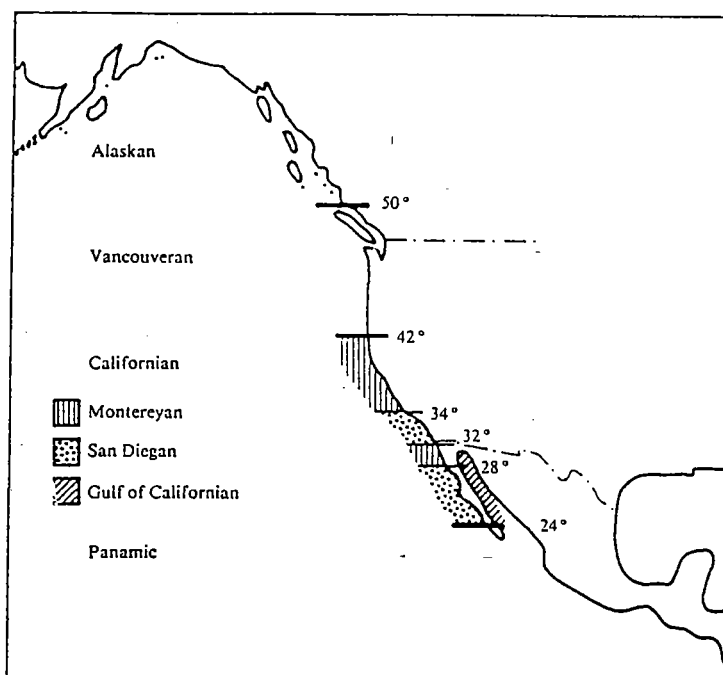 Alaskan
50°
Vancouveran
42°
Californian
Montereyan
34°
San Diegan
32°
28°
Gulf of Californian
24°
Panamic